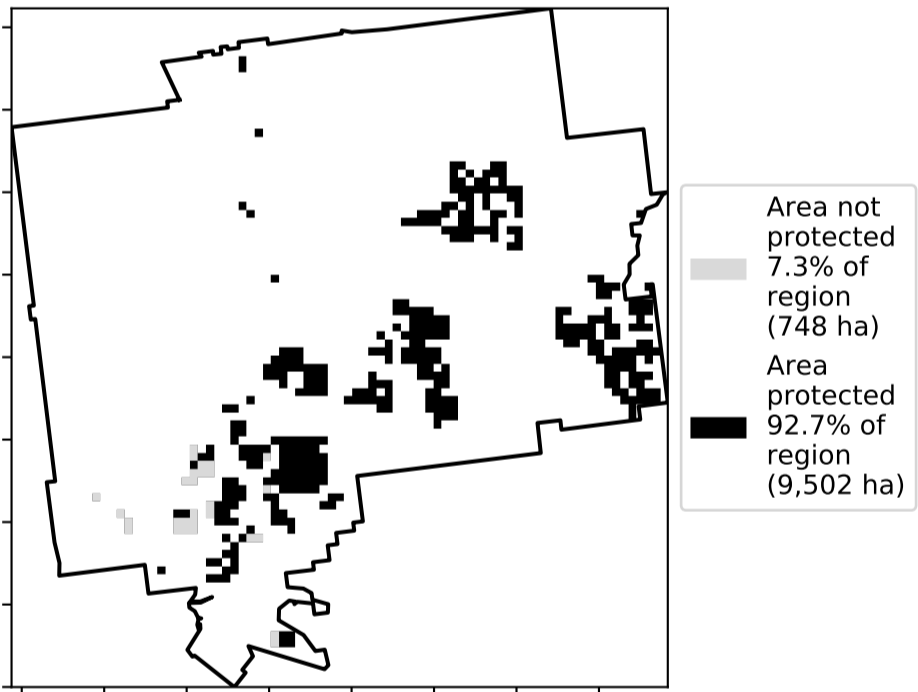 Area not
protected
7.3% of
region
(748 ha)
Area
protected
92.7% of
region
(9,502 ha)